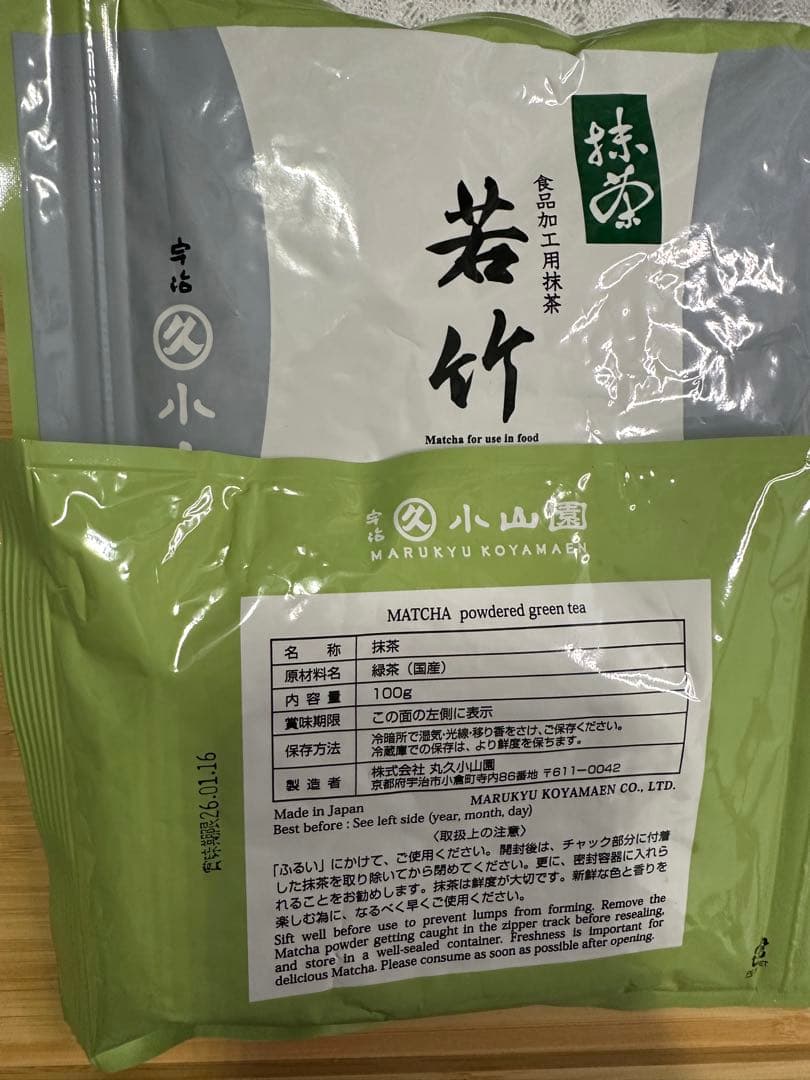 抹茶
食品加工用抹茶
若竹
Matcha for use in food
宇治
久
小
宇治 久 小山園
MARUKYU KOYAMAEN
MATCHA powdered green tea
名 称 抹茶
原材料名 緑茶（国産）
内容量 100g
賞味期限 この面の左側に表示
保存方法 冷暗所で湿気・光線・移り香をさけ、ご保存ください。
冷蔵庫での保存は、より鮮度を保ちます。
製造者 株式会社 丸久小山園
京都府宇治市小倉町寺内86番地 〒611-0042
Made in Japan MARUKYU KOYAMAEN CO., LTD.
Best before : See left side (year, month, day)
〈取扱上の注意〉
「ふるい」にかけて、ご使用ください。開封後は、チャック部分に付着
した抹茶を取り除いてから閉めてください。更に、密封容器に入れら
れることをお勧めします。抹茶は鮮度が大切です。新鮮な色と香りを
楽しむ為に、なるべく早くご使用ください。
Sift well before use to prevent lumps from forming. Remove the
Matcha powder getting caught in the zipper track before resealing,
and store in a well-sealed container. Freshness is important for
delicious Matcha. Please consume as soon as possible after opening.
賞味期限26.01.16